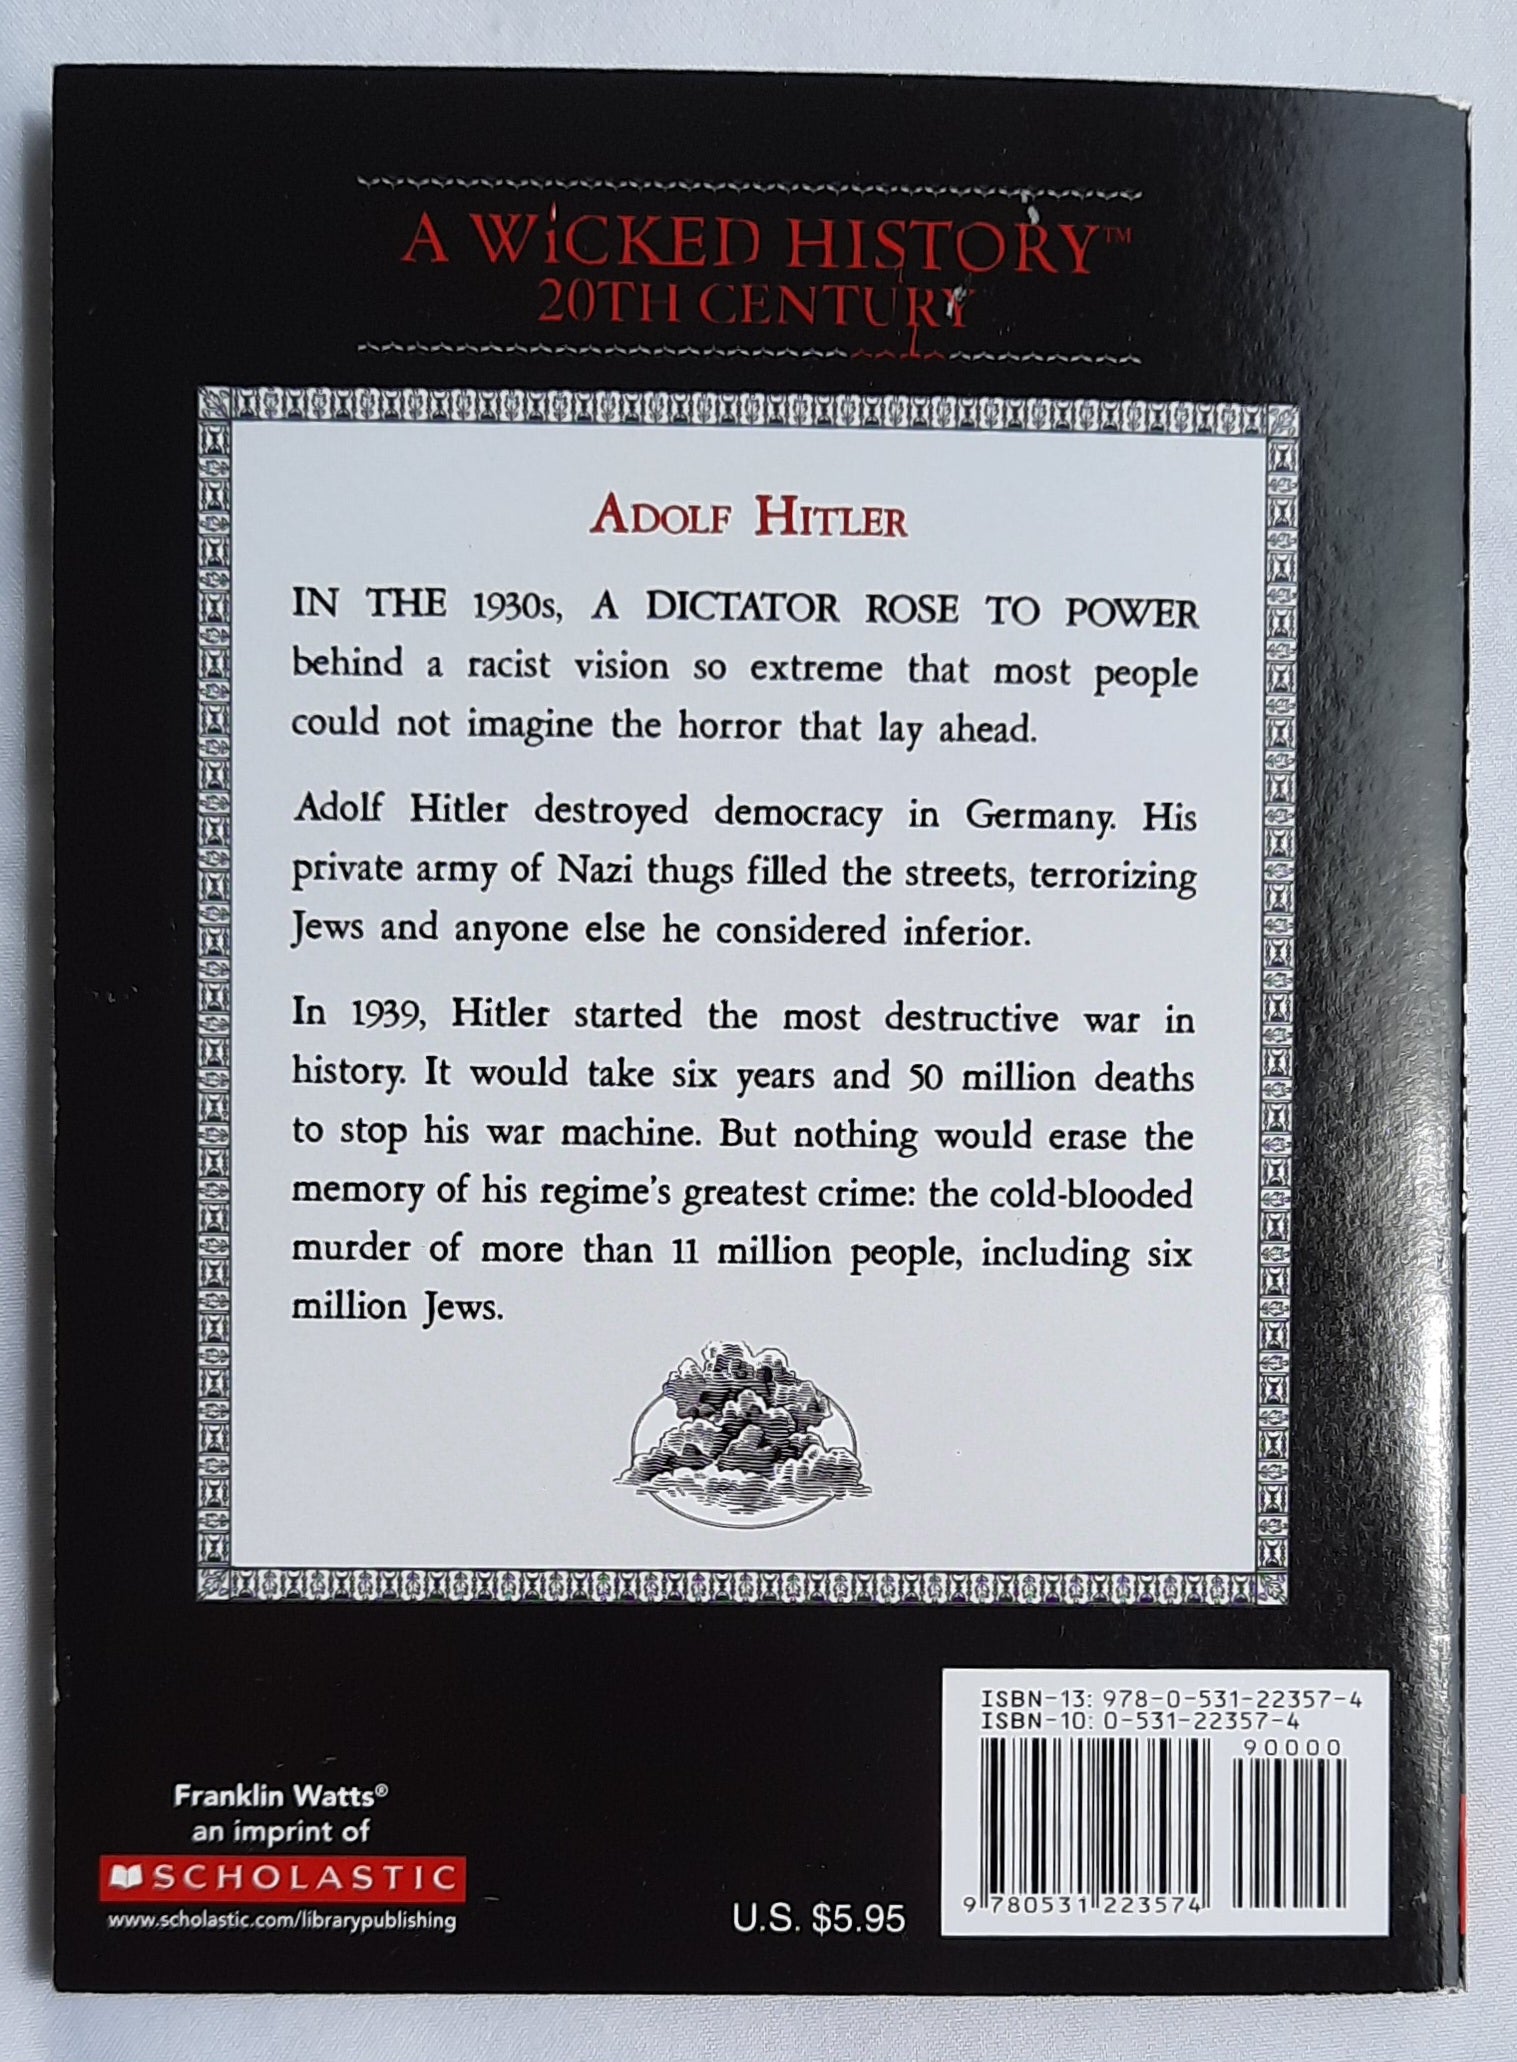 A WiCKED HISTORY™
20TH CENTURY
ADOLF HITLER
IN THE 1930s, A DICTATOR ROSE TO POWER
behind a racist vision so extreme that most people
could not imagine the horror that lay ahead.
Adolf Hitler destroyed democracy in Germany. His
private army of Nazi thugs filled the streets, terrorizing
Jews and anyone else he considered inferior.
In 1939, Hitler started the most destructive war in
history. It would take six years and 50 million deaths
to stop his war machine. But nothing would erase the
memory of his regime's greatest crime: the cold-blooded
murder of more than 11 million people, including six
million Jews.
Franklin Watts®
an imprint of
SCHOLASTIC
www.scholastic.com/librarypublishing
U.S. $5.95
ISBN-13: 978-0-531-22357-4
ISBN-10: 0-531-22357-4
90000
9 780531 223574